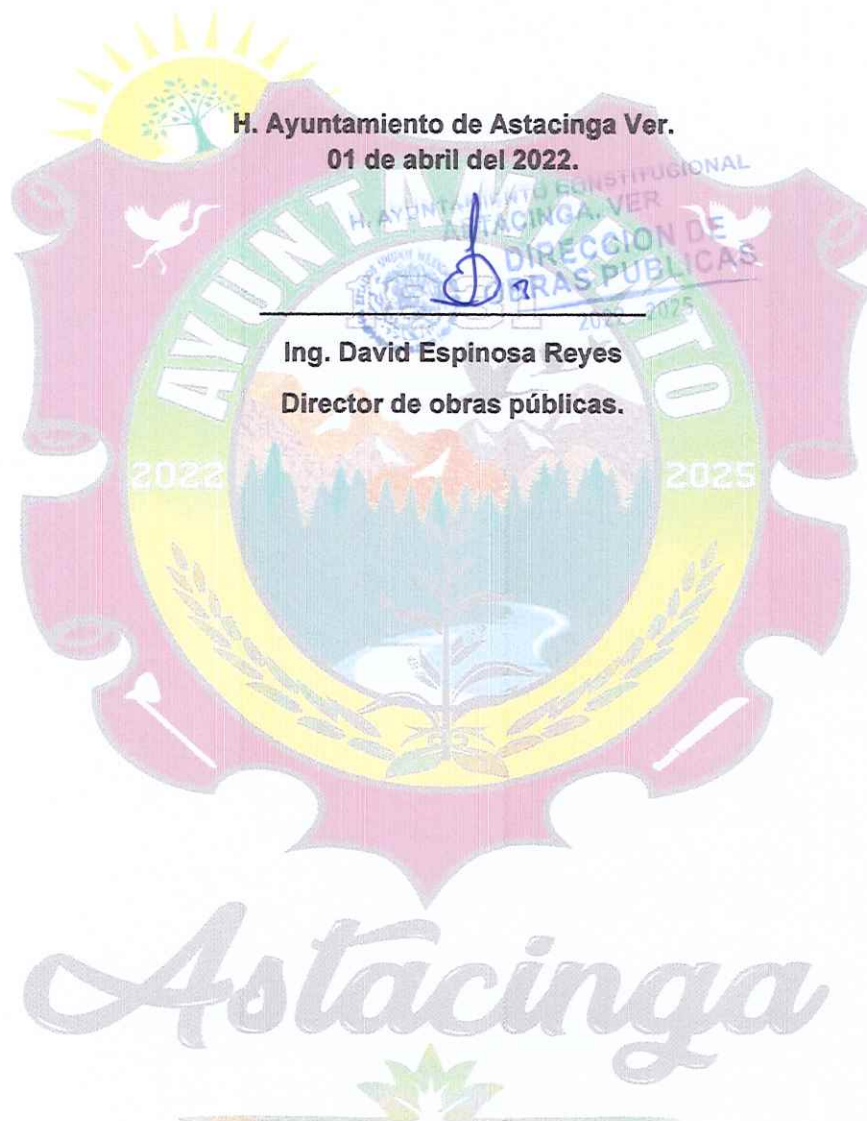 H. Ayuntamiento de Astacinga Ver.
01 de abril del 2022.
H. AYUNTAMIENTO CONSTITUCIONAL
ASTACINGA, VER
DIRECCION DE
OBRAS PUBLICAS
2022 - 2025
Ing. David Espinosa Reyes
Director de obras públicas.
AYUNTAMIENTO
2022 2025
Astacinga